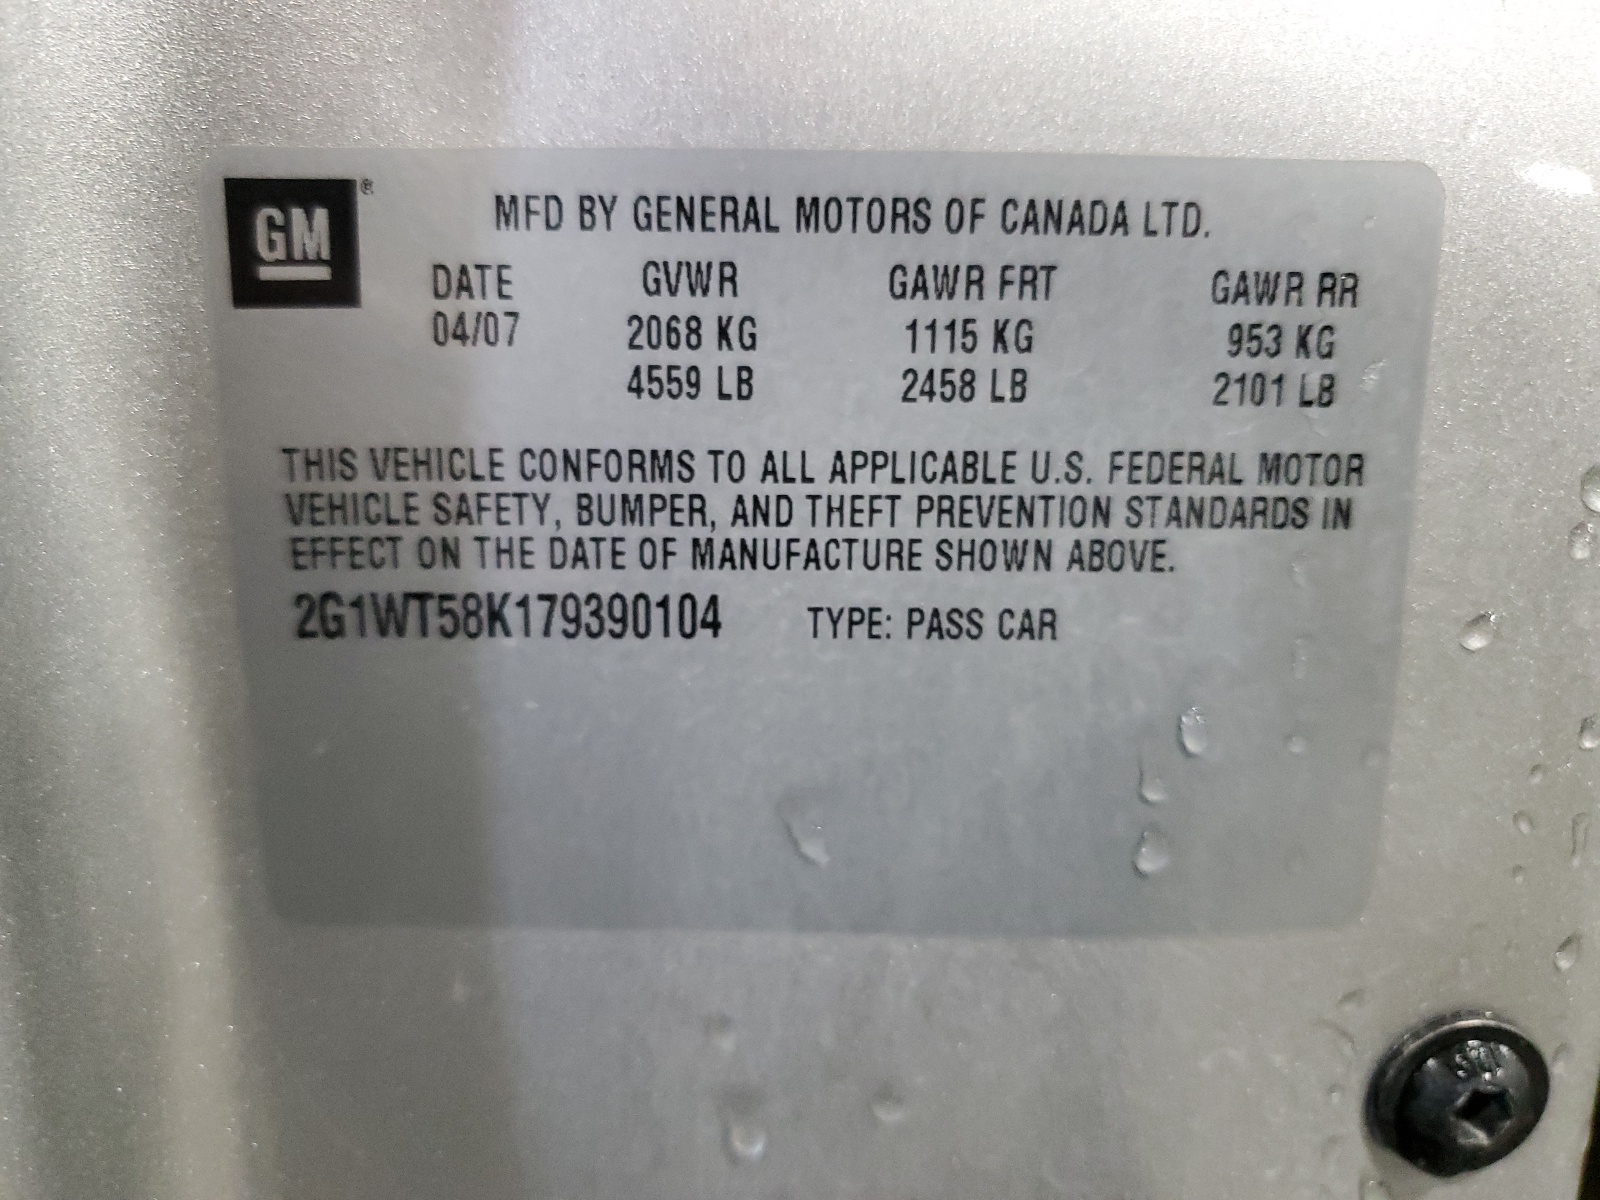 GM®
MFD BY GENERAL MOTORS OF CANADA LTD.
DATE GVWR GAWR FRT GAWR RR
04/07 2068 KG 1115 KG 953 KG
4559 LB 2458 LB 2101 LB
THIS VEHICLE CONFORMS TO ALL APPLICABLE U.S. FEDERAL MOTOR
VEHICLE SAFETY, BUMPER, AND THEFT PREVENTION STANDARDS IN
EFFECT ON THE DATE OF MANUFACTURE SHOWN ABOVE.
2G1WT58K179390104 TYPE: PASS CAR